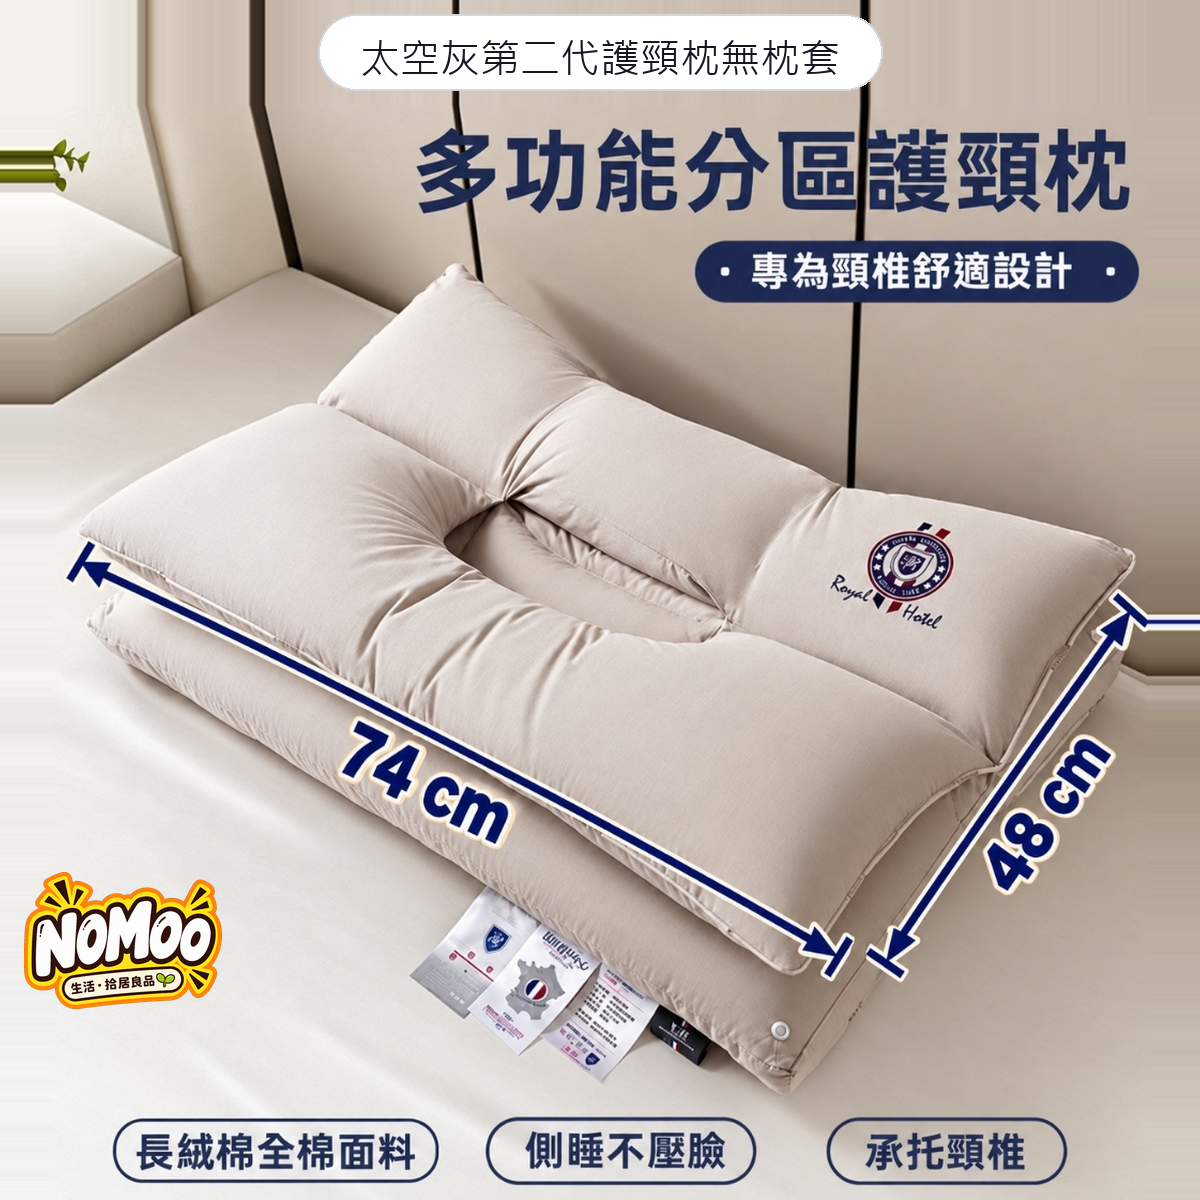 太空灰第二代護頸枕無枕套
多功能分區護頸枕
·專為頸椎舒適設計·
Royal Hotel
74 cm
48 cm
NOMOO
生活·拾居良品
長絨棉全棉面料
側睡不壓臉
承托頸椎